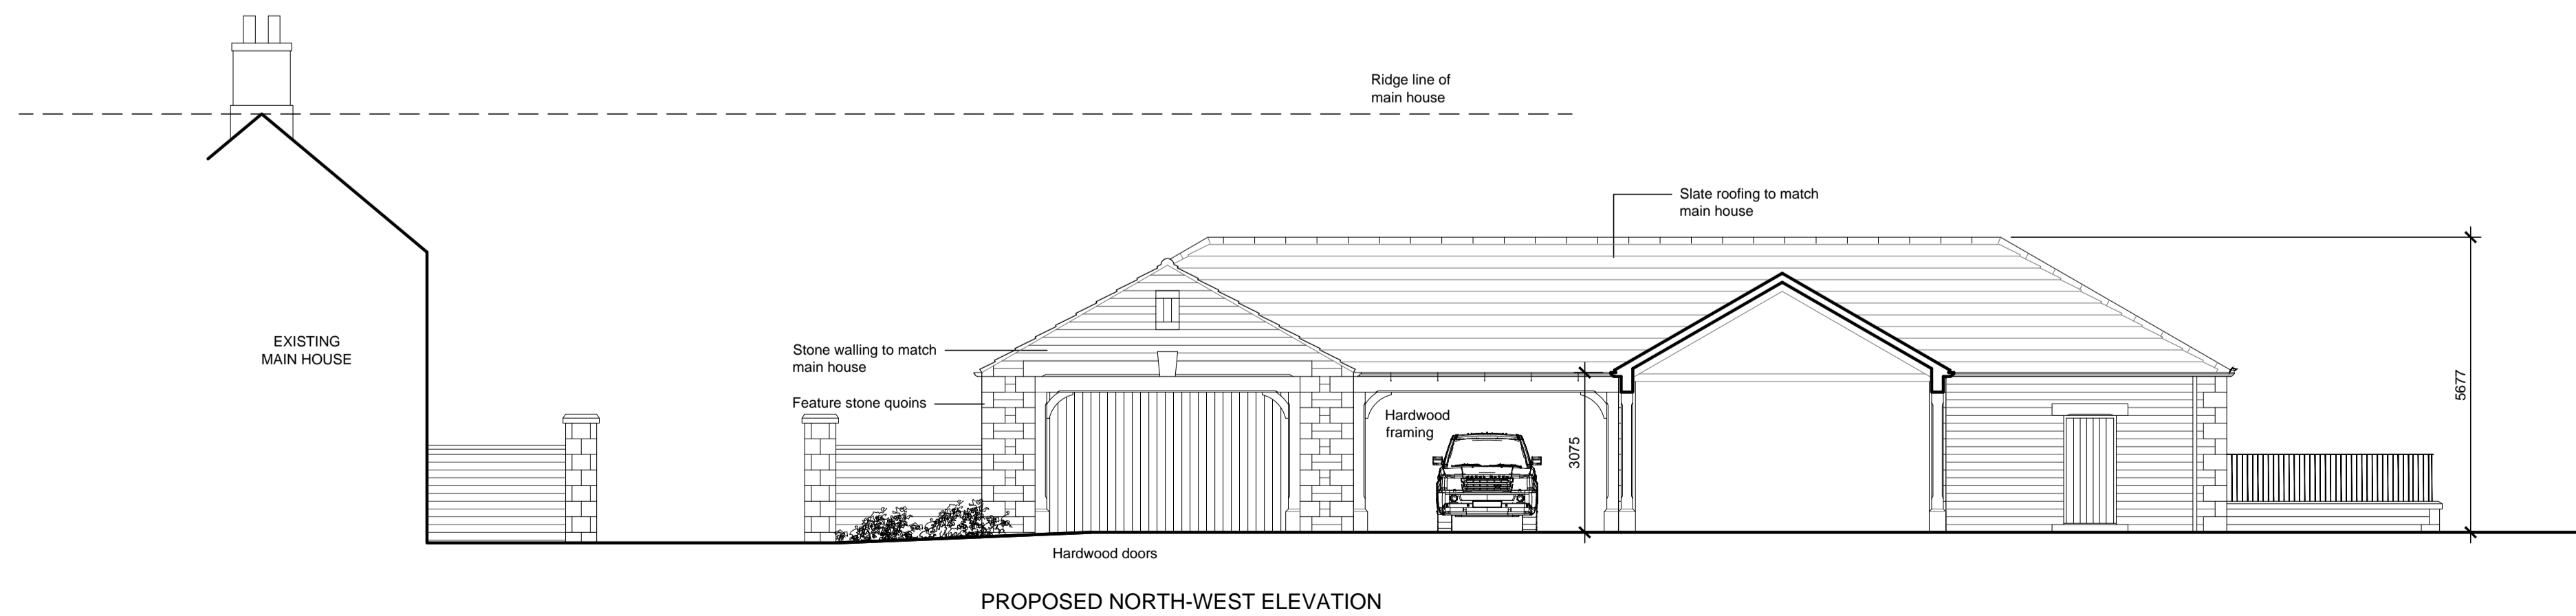 Ridge line of
main house
Slate roofing to match
main house
EXISTING
MAIN HOUSE
Stone walling to match
main house
Feature stone quoins
Hardwood
framing
3075
5677
Hardwood doors
PROPOSED NORTH-WEST ELEVATION